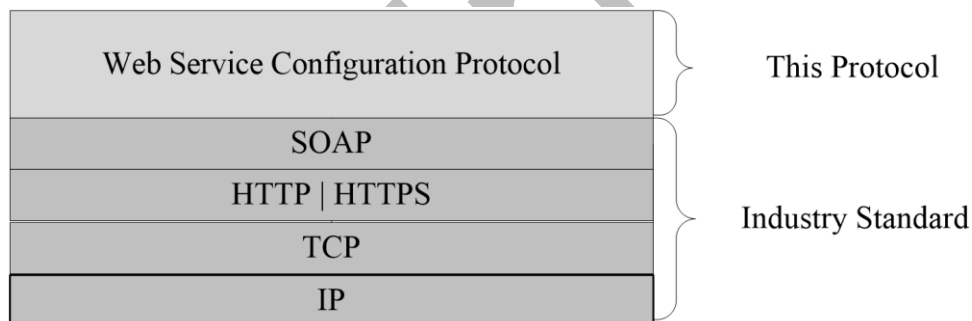 Web Service Configuration Protocol
This Protocol
SOAP
HTTP | HTTPS
Industry Standard
TCP
IP